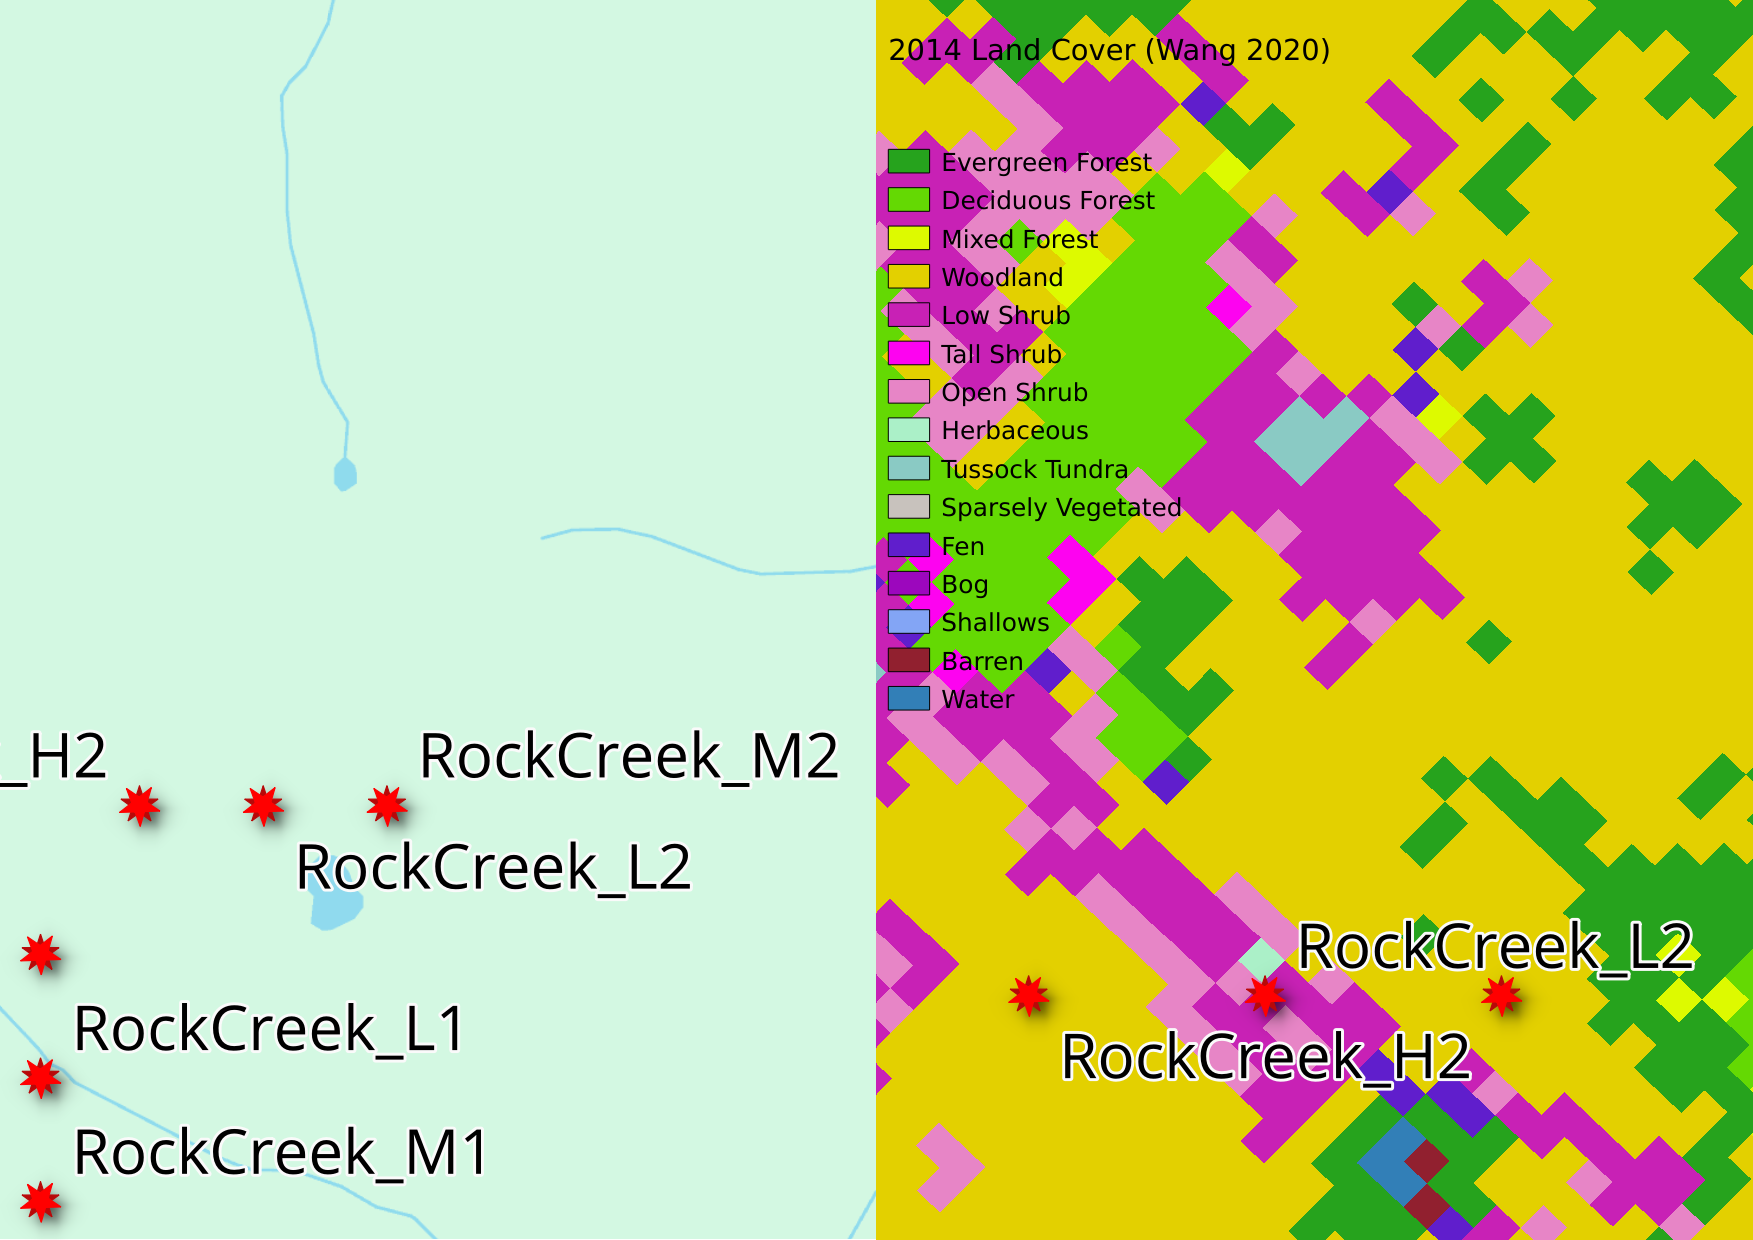 _H2
RockCreek_M2
RockCreek_L2
RockCreek_L1
RockCreek_M1
2014 Land Cover (Wang 2020)
Evergreen Forest
Deciduous Forest
Mixed Forest
Woodland
Low Shrub
Tall Shrub
Open Shrub
Herbaceous
Tussock Tundra
Sparsely Vegetated
Fen
Bog
Shallows
Barren
Water
RockCreek_L2
RockCreek_H2